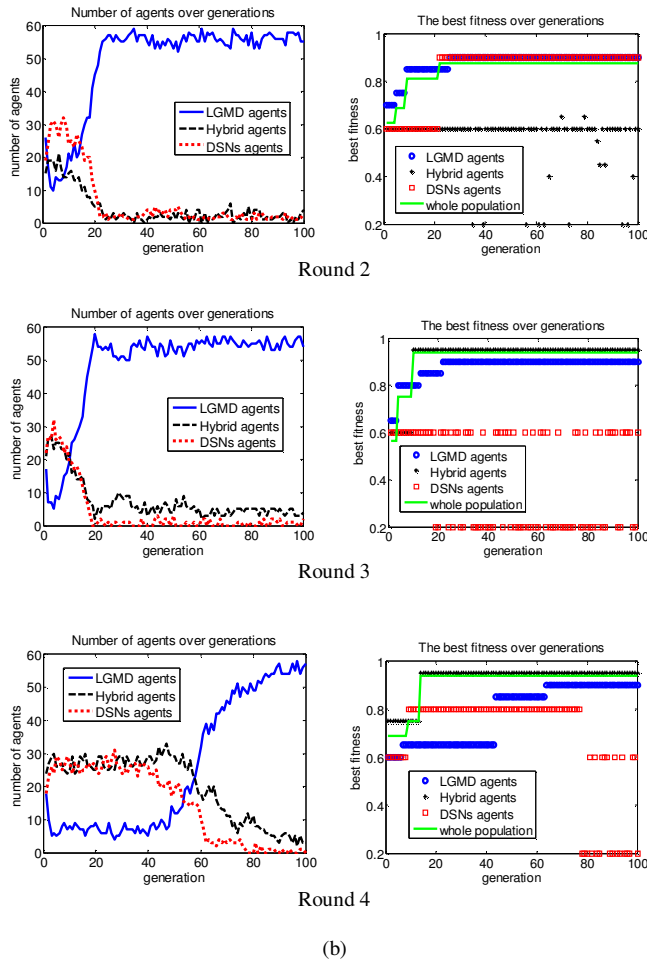 Number of agents over generations
60
50
40
30
20
10
0
number of agents
LGMD agents
Hybrid agents
DSNs agents
0 20 40 60 80 100
generation
The best fitness over generations
1
0.8
0.6
0.4
0.2
best fitness
LGMD agents
Hybrid agents
DSNs agents
whole population
0 20 40 60 80 100
generation
Round 2
Number of agents over generations
60
50
40
30
20
10
0
number of agents
LGMD agents
Hybrid agents
DSNs agents
0 20 40 60 80 100
generation
The best fitness over generations
1
0.8
0.6
0.4
0.2
best fitness
LGMD agents
Hybrid agents
DSNs agents
whole population
0 20 40 60 80 100
generation
Round 3
Number of agents over generations
60
50
40
30
20
10
0
number of agents
LGMD agents
Hybrid agents
DSNs agents
0 20 40 60 80 100
generation
The best fitness over generations
1
0.8
0.6
0.4
0.2
best fitness
LGMD agents
Hybrid agents
DSNs agents
whole population
0 20 40 60 80 100
generation
Round 4
(b)